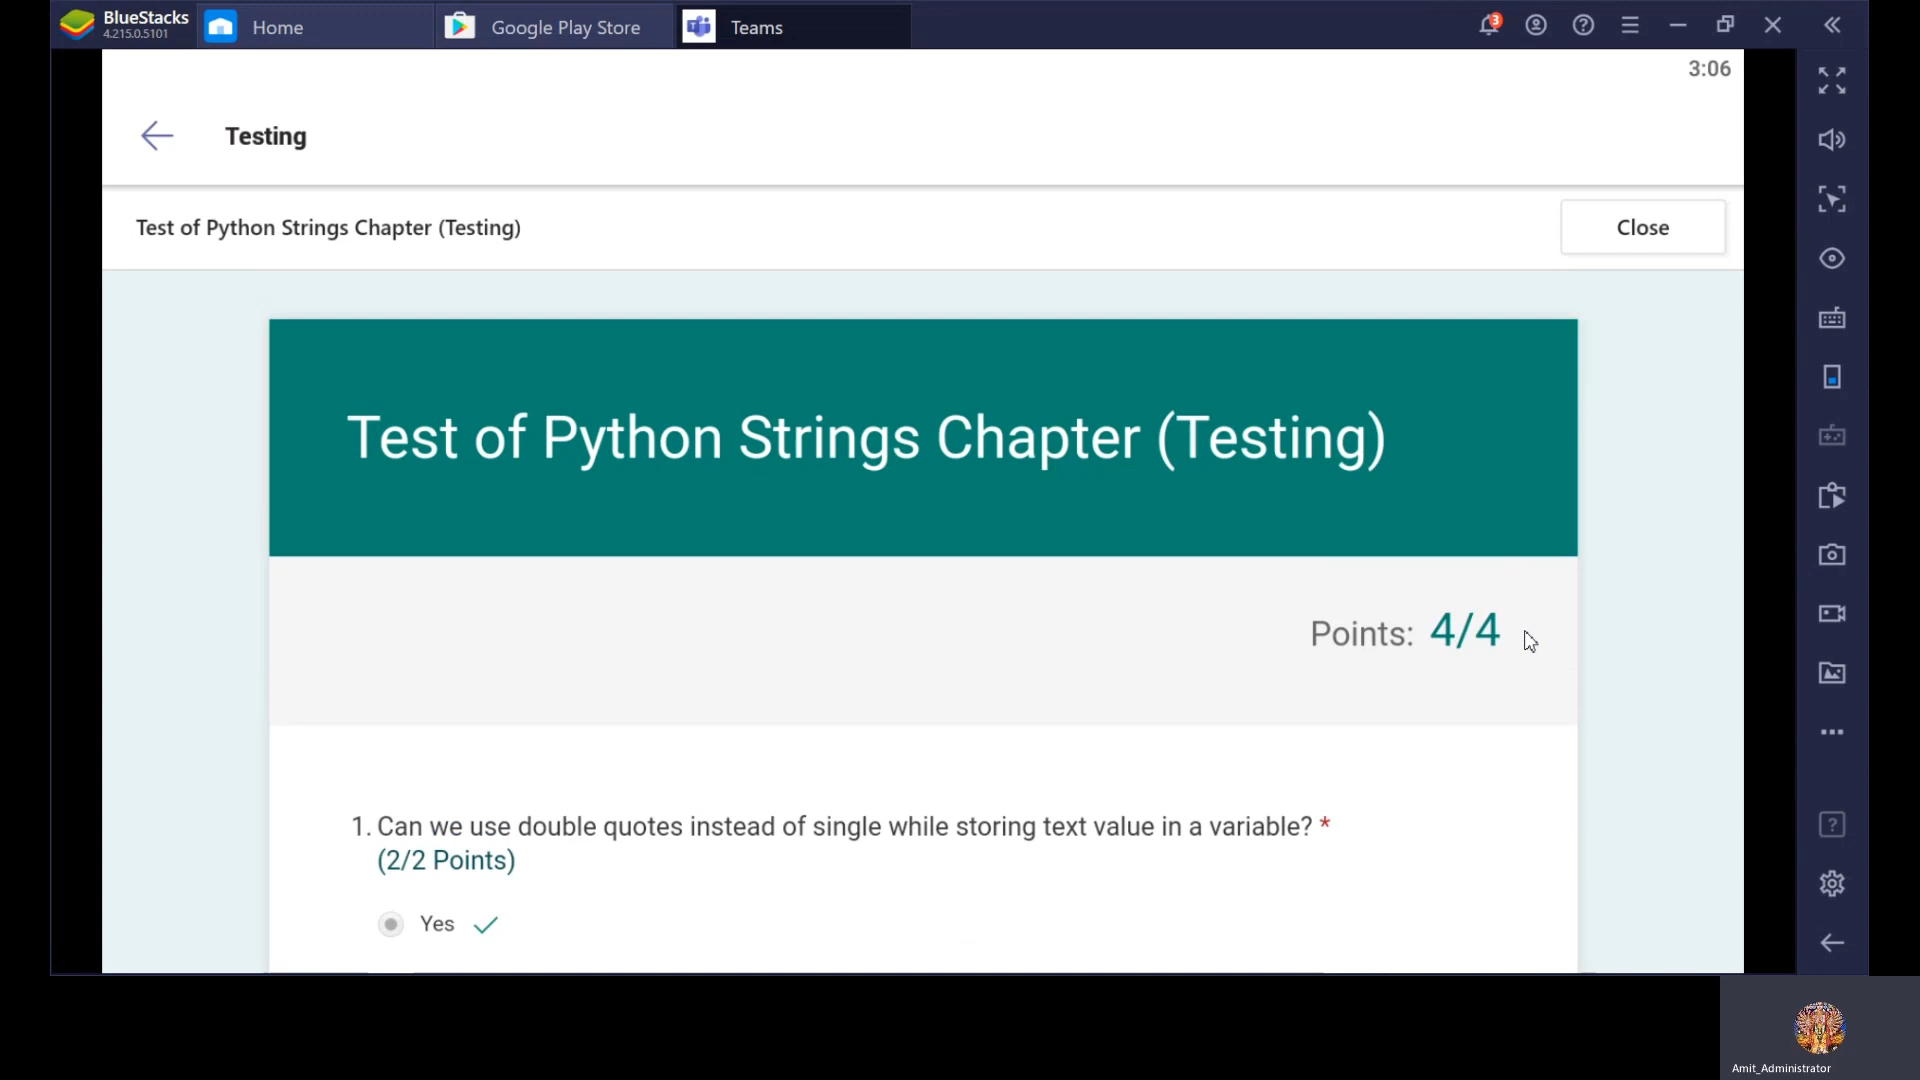 BlueStacks
4.215.0.5101
Home
Google Play Store
Teams
3
3:06
Testing
Test of Python Strings Chapter (Testing)
Close
Test of Python Strings Chapter (Testing)
Points: 4/4
1. Can we use double quotes instead of single while storing text value in a variable? *
(2/2 Points)
Yes
Amit_Administrator